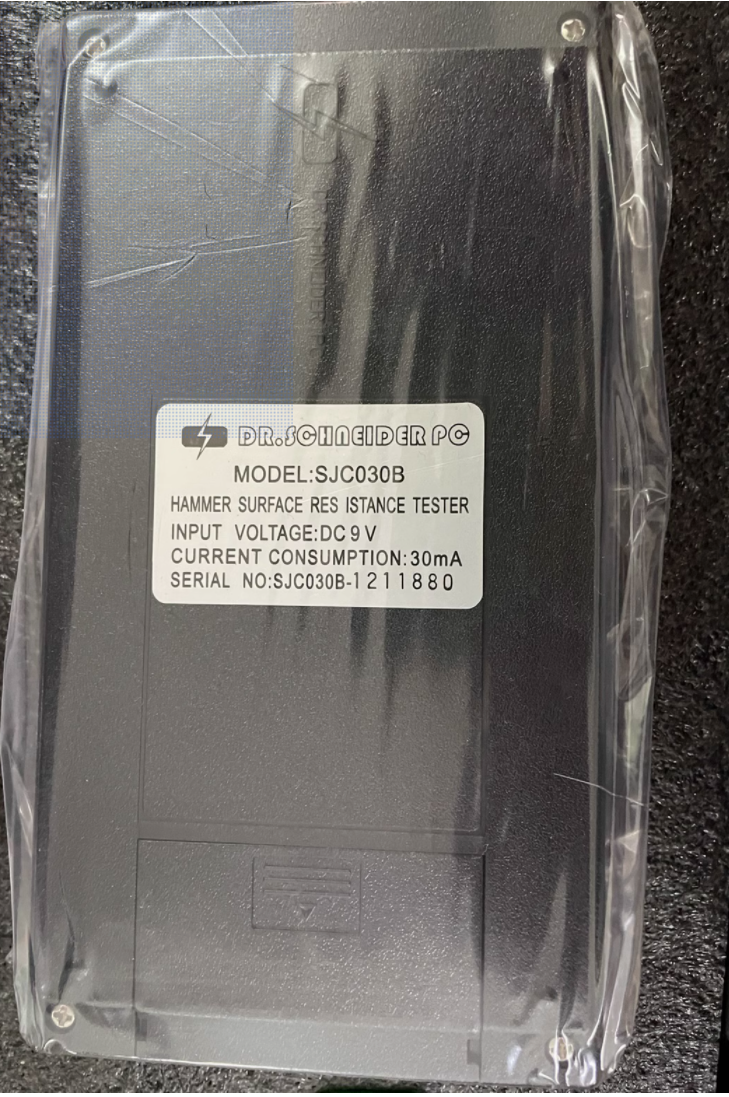 DR.SCHNEIDER PC
MODEL:SJC030B
HAMMER SURFACE RES ISTANCE TESTER
INPUT VOLTAGE:DC 9 V
CURRENT CONSUMPTION:30mA
SERIAL NO:SJC030B-1211880